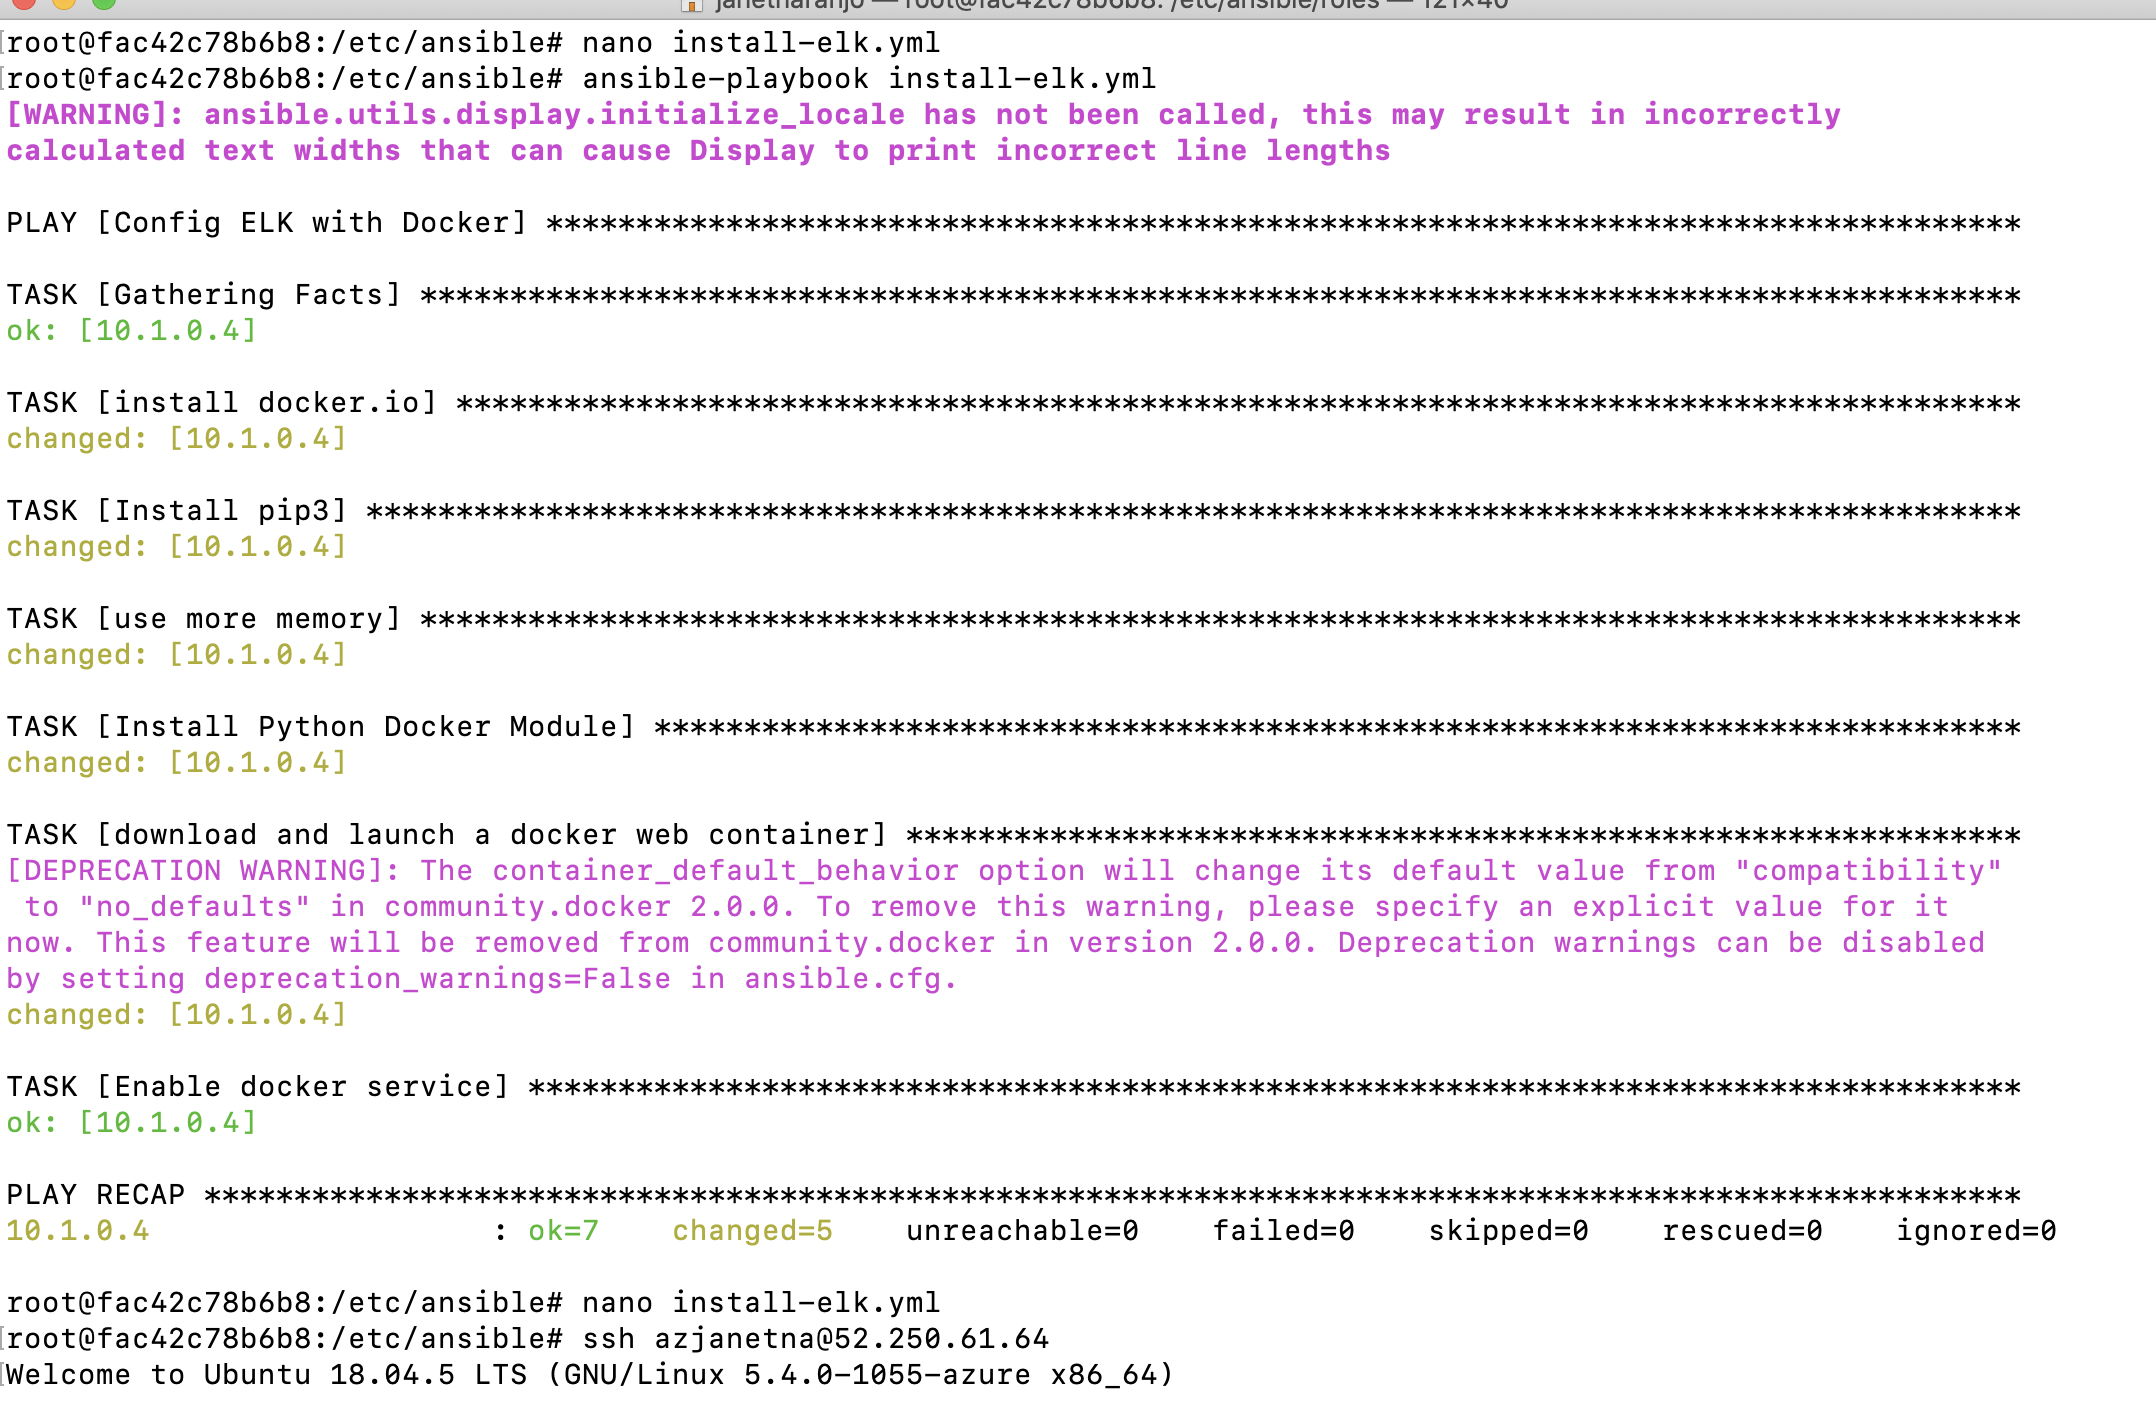 janetnaranjo — root@fac42c78b6b8: /etc/ansible/roles — 121×40
root@fac42c78b6b8:/etc/ansible# nano install-elk.yml
root@fac42c78b6b8:/etc/ansible# ansible-playbook install-elk.yml
[WARNING]: ansible.utils.display.initialize_locale has not been called, this may result in incorrectly
calculated text widths that can cause Display to print incorrect line lengths
PLAY [Config ELK with Docker] **********************************************************************************
TASK [Gathering Facts] *****************************************************************************************
ok: [10.1.0.4]
TASK [install docker.io] ***************************************************************************************
changed: [10.1.0.4]
TASK [Install pip3] ********************************************************************************************
changed: [10.1.0.4]
TASK [use more memory] *****************************************************************************************
changed: [10.1.0.4]
TASK [Install Python Docker Module] ****************************************************************************
changed: [10.1.0.4]
TASK [download and launch a docker web container] **************************************************************
[DEPRECATION WARNING]: The container_default_behavior option will change its default value from "compatibility"
 to "no_defaults" in community.docker 2.0.0. To remove this warning, please specify an explicit value for it
now. This feature will be removed from community.docker in version 2.0.0. Deprecation warnings can be disabled
by setting deprecation_warnings=False in ansible.cfg.
changed: [10.1.0.4]
TASK [Enable docker service] ***********************************************************************************
ok: [10.1.0.4]
PLAY RECAP *****************************************************************************************************
10.1.0.4                   : ok=7    changed=5    unreachable=0    failed=0    skipped=0    rescued=0    ignored=0
root@fac42c78b6b8:/etc/ansible# nano install-elk.yml
root@fac42c78b6b8:/etc/ansible# ssh azjanetna@52.250.61.64
Welcome to Ubuntu 18.04.5 LTS (GNU/Linux 5.4.0-1055-azure x86_64)